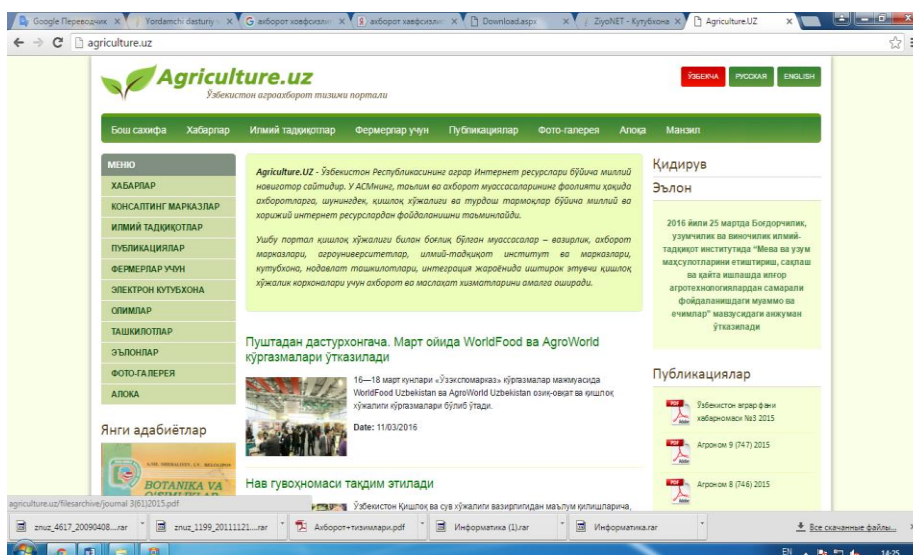 Google Переводчик
Yordamchi dasturiy
ахборот хавфсизли
Download.aspx
ZiyoNET - Кутубхона
Agriculture.UZ
agriculture.uz
Agriculture.uz
Ўзбекистон агроахборот тизими портали
ЎЗБЕКЧА
РУССКАЯ
ENGLISH
Бош сахифа Хабарлар Илмий тадқиқотлар Фермерлар учун Публикациялар Фото-галерея Алоқа Манзил
МЕНЮ
ХАБАРЛАР
КОНСАЛТИНГ МАРКАЗЛАР
ИЛМИЙ ТАДҚИҚОТЛАР
ПУБЛИКАЦИЯЛАР
ФЕРМЕРЛАР УЧУН
ЭЛЕКТРОН КУТУБХОНА
ОЛИМЛАР
ТАШКИЛОТЛАР
ЭЪЛОНЛАР
ФОТО-ГАЛЕРЕЯ
АЛОКА
Янги адабиётлар
BOTANIKA VA
Agriculture.UZ - Ўзбекистон Республикасининг аграр Интернет ресурслари бўйича миллий
навигатор сайтидир. У АСМнинг, таълим ва ахборот муассасаларининг фаолияти ҳақида
ахборотларга, шунингдек, қишлоқ хўжалиги ва турдош тармоқлар бўйича миллий ва
хорижий интернет ресурслардан фойдаланишни таъминлайди.
Ушбу портал қишлоқ хўжалиги билан боғлиқ бўлган муассасалар – вазирлик, ахборот
марказлари, агроуниверситетлар, илмий-тадқиқот институт ва марказлари,
кутубхона, нодавлат ташкилотлари, интеграция жараёнида иштирок этувчи қишлоқ
хўжалик корхоналари учун ахборот ва маслаҳат хизматларини амалга оширади.
Пуштадан дастурхонгача. Март ойида WorldFood ва AgroWorld
кўргазмалари ўтказилади
16—18 март кунлари «Ўзэкспомарказ» кўргазмалар мажмуасида
WorldFood Uzbekistan ва AgroWorld Uzbekistan озиқ-овқат ва қишлоқ
хўжалиги кўргазмалари бўлиб ўтади.
Date: 11/03/2016
Нав гувоҳномаси тақдим этилади
Ўзбекистон Қишлоқ ва сув хўжалиги вазирлигидан маълум қилишларича,
Қидирув
Эълон
2016 йили 25 мартда Боғдорчилик,
узумчилик ва виночилик илмий-
тадқиқот институтида "Мева ва узум
маҳсулотларини етиштириш, сақлаш
ва қайта ишлашда илғор
агротехнологиялардан самарали
фойдаланишдаги муаммо ва
ечимлар" мавзусидаги анжуман
ўтказилади
Публикациялар
Ўзбекистон аграр фани
хабарномаси №3 2015
Агроном 9 (747) 2015
Агроном 8 (746) 2015
agriculture.uz/filesarchive/journal 3(61)2015.pdf
znuz_4617_20090408...rar
znuz_1199_20111121...rar
Ахборот+тизимлари.pdf
Информатика (1).rar
Информатика.rar
Все скачанные файлы...
EN
14:25